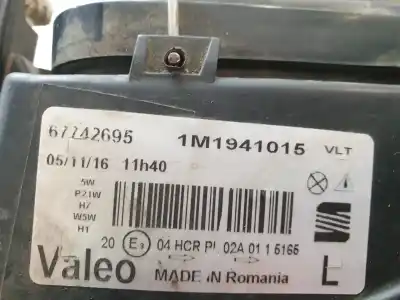 67742695 1M1941015 VLT
05/11/16 11h40
5W
P21W
H7
W5W
H1
20 E 04 HCR PL 02A 01 1 5165
Valeo MADE IN Romania L